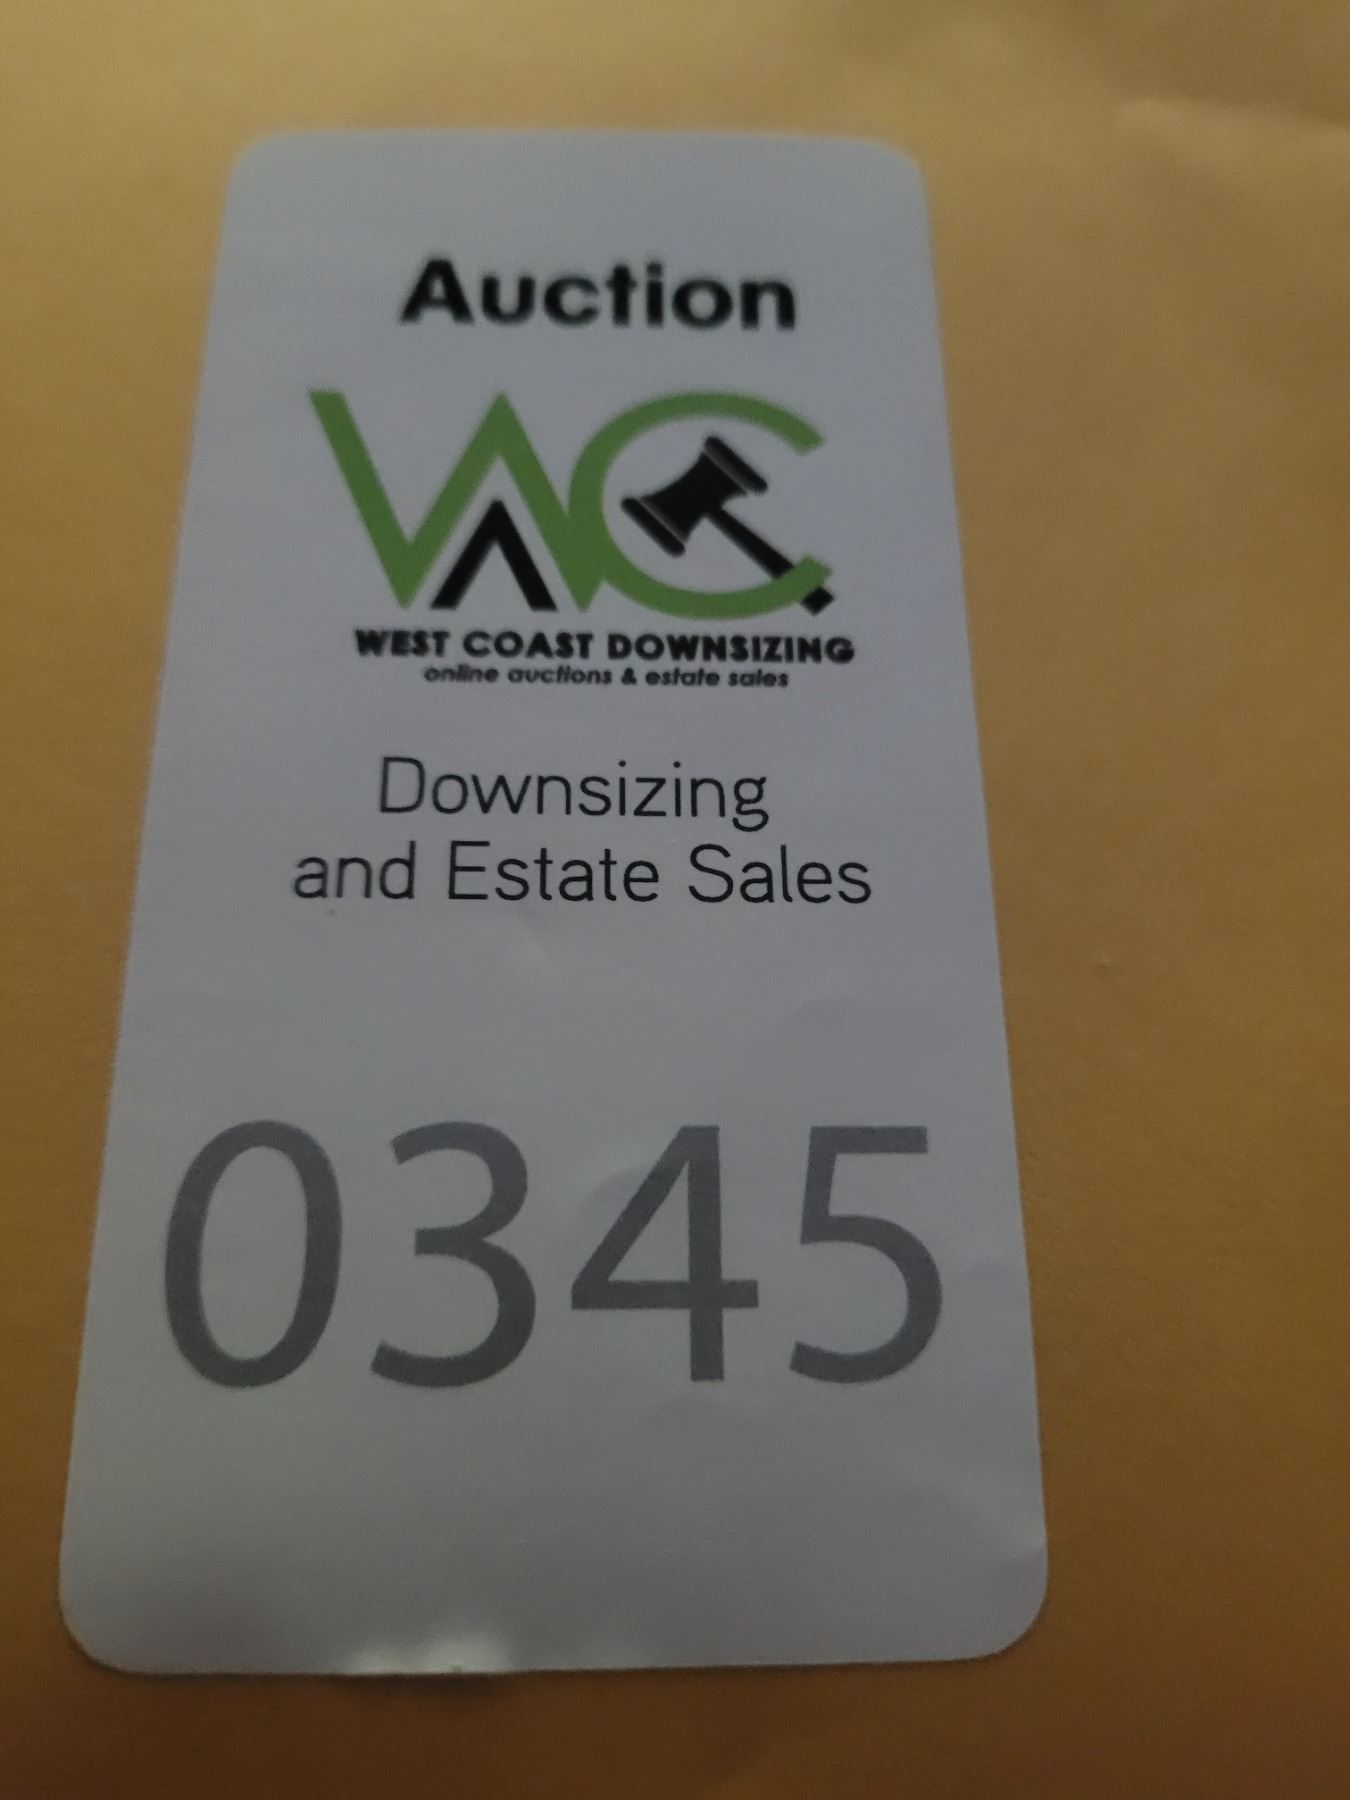 Auction
WC
WEST COAST DOWNSIZING
online auctions & estate sales
Downsizing
and Estate Sales
0345